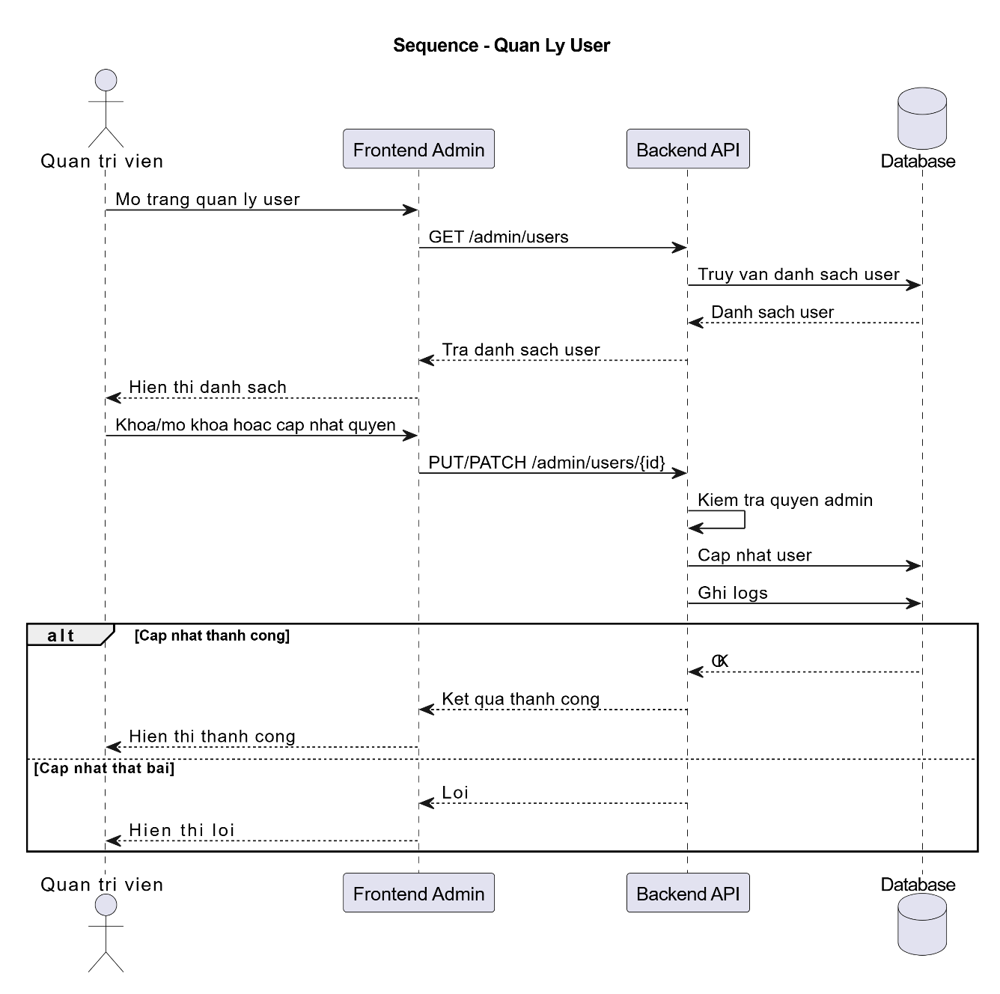 Sequence - Quan Ly User
Quan tri vien
Frontend Admin
Backend API
Database
Mo trang quan ly user
GET /admin/users
Truy van danh sach user
Danh sach user
Tra danh sach user
Hien thi danh sach
Khoa/mo khoa hoac cap nhat quyen
PUT/PATCH /admin/users/{id}
Kiem tra quyen admin
Cap nhat user
Ghi logs
alt [Cap nhat thanh cong]
OK
Ket qua thanh cong
Hien thi thanh cong
[Cap nhat that bai]
Loi
Hien thi loi
Quan tri vien
Frontend Admin
Backend API
Database